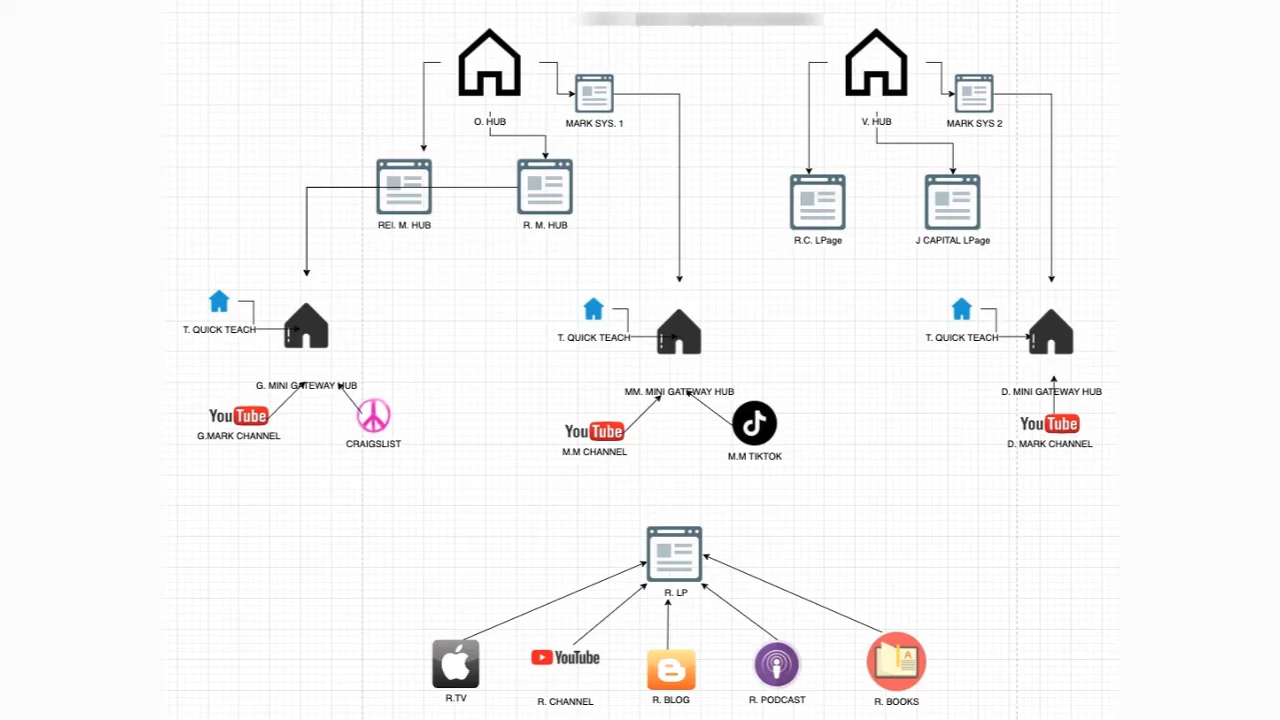 O. HUB
MARK SYS. 1
V. HUB
MARK SYS 2
REI. M. HUB
R. M. HUB
R.C. LPage
J CAPITAL LPage
T. QUICK TEACH
T. QUICK TEACH
T. QUICK TEACH
G. MINI GATEWAY HUB
MM. MINI GATEWAY HUB
D. MINI GATEWAY HUB
YouTube
G.MARK CHANNEL
CRAIGSLIST
YouTube
M.M CHANNEL
M.M TIKTOK
YouTube
D. MARK CHANNEL
R. LP
R.TV
YouTube
R. CHANNEL
R. BLOG
R. PODCAST
A
R. BOOKS